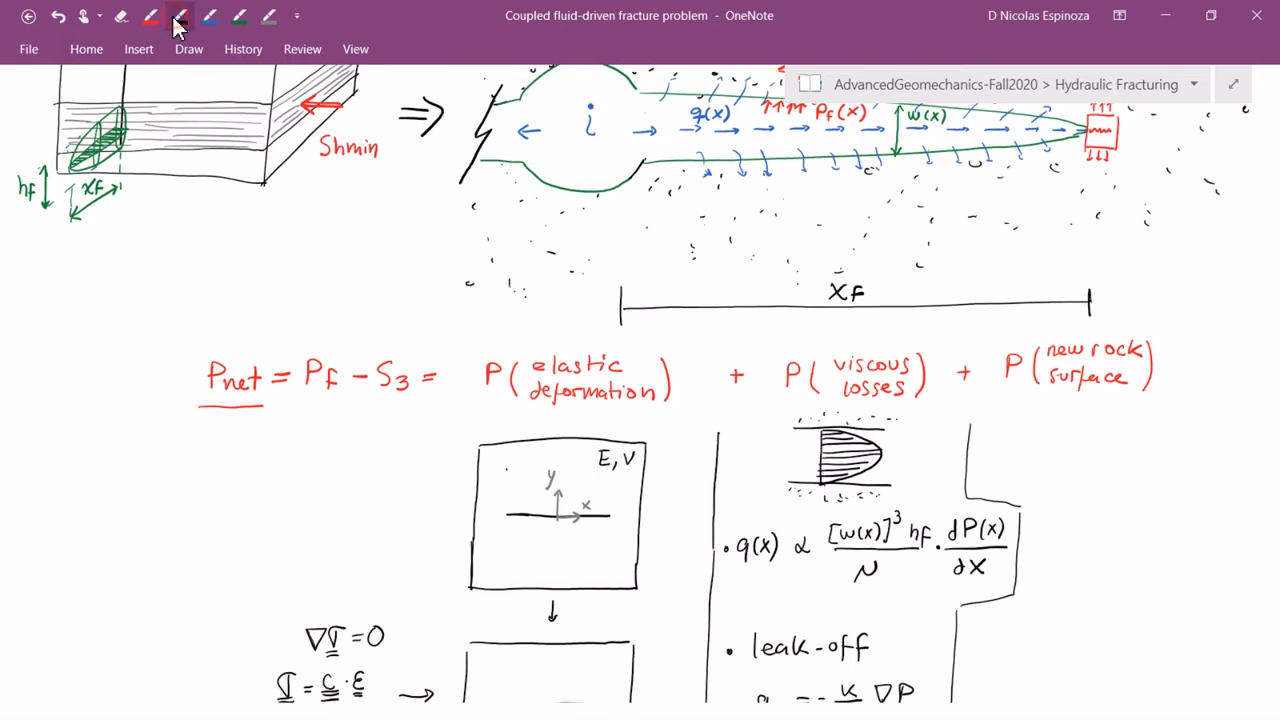 Coupled fluid-driven fracture problem - OneNote
D Nicolas Espinoza
File Home Insert Draw History Review View
AdvancedGeomechanics-Fall2020 > Hydraulic Fracturing
Shmin
hf
xf
i
q(x)
Pf(x)
w(x)
Xf
Pnet = Pf - S3 = P(elastic deformation) + P(viscous losses) + P(new rock surface)
E, ν
y
x
• q(x) ∝ [w(x)]³ hf / μ · dP(x)/dX
∇σ = 0
• leak-off
σ = C · ε →
= - k ∇P